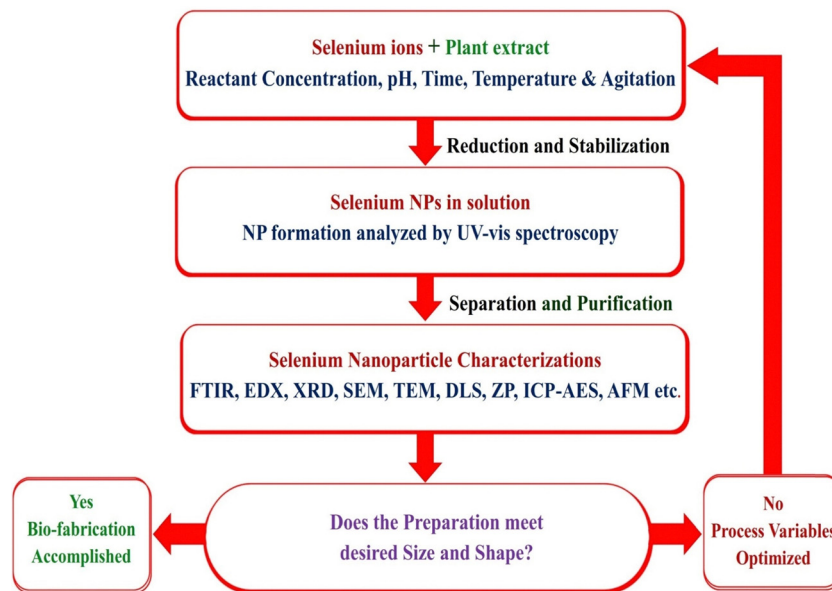 Selenium ions + Plant extract
Reactant Concentration, pH, Time, Temperature & Agitation
Reduction and Stabilization
Selenium NPs in solution
NP formation analyzed by UV-vis spectroscopy
Separation and Purification
Selenium Nanoparticle Characterizations
FTIR, EDX, XRD, SEM, TEM, DLS, ZP, ICP-AES, AFM etc.
Does the Preparation meet
desired Size and Shape?
Yes
Bio-fabrication
Accomplished
No
Process Variables
Optimized